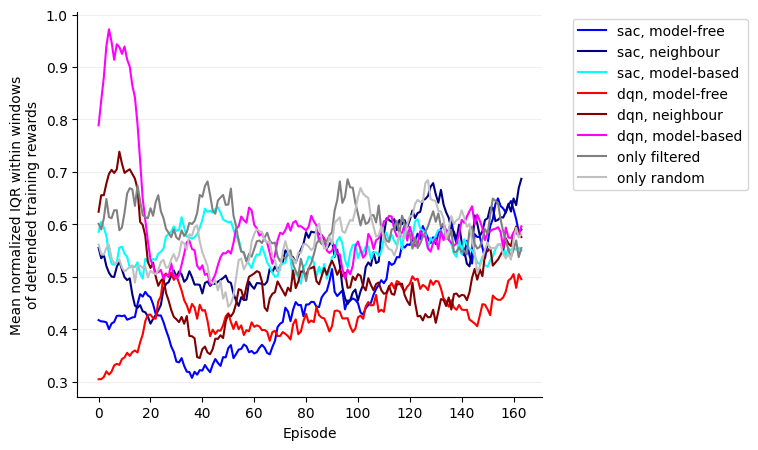 Mean normalized IQR within windows
of detrended training rewards
1.0
0.9
0.8
0.7
0.6
0.5
0.4
0.3
0
20
40
60
80
100
120
140
160
Episode
sac, model-free
sac, neighbour
sac, model-based
dqn, model-free
dqn, neighbour
dqn, model-based
only filtered
only random